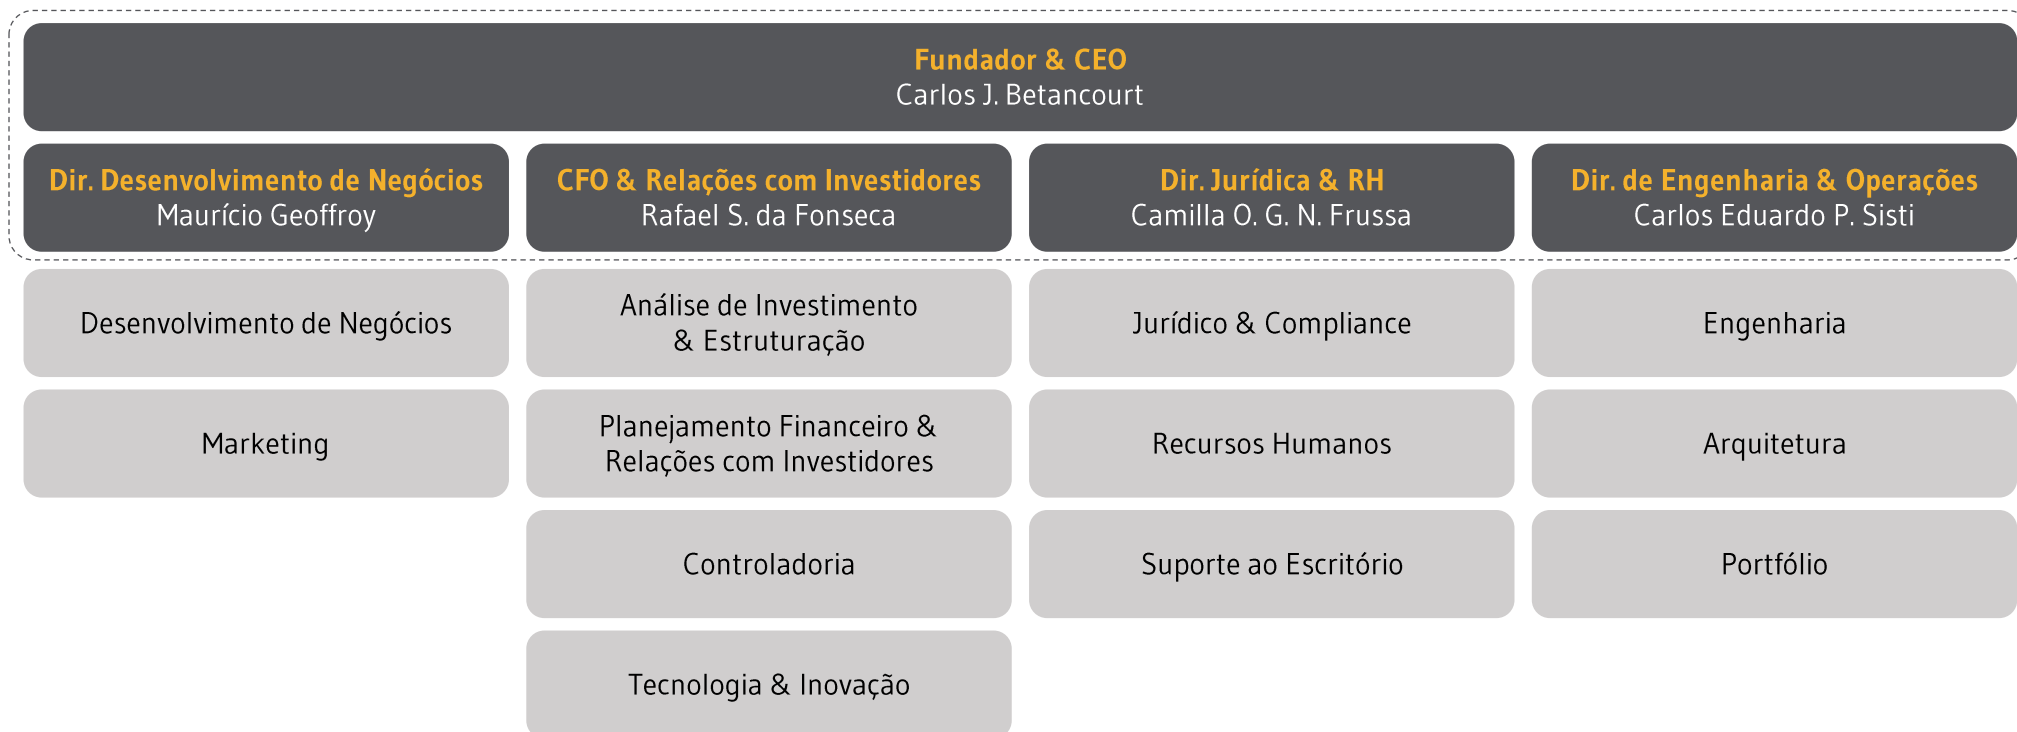 Fundador & CEO
Carlos J. Betancourt
Dir. Desenvolvimento de Negócios
Maurício Geoffroy
CFO & Relações com Investidores
Rafael S. da Fonseca
Dir. Jurídica & RH
Camilla O. G. N. Frussa
Dir. de Engenharia & Operações
Carlos Eduardo P. Sisti
Desenvolvimento de Negócios
Análise de Investimento
& Estruturação
Jurídico & Compliance
Engenharia
Marketing
Planejamento Financeiro &
Relações com Investidores
Recursos Humanos
Arquitetura
Controladoria
Suporte ao Escritório
Portfólio
Tecnologia & Inovação